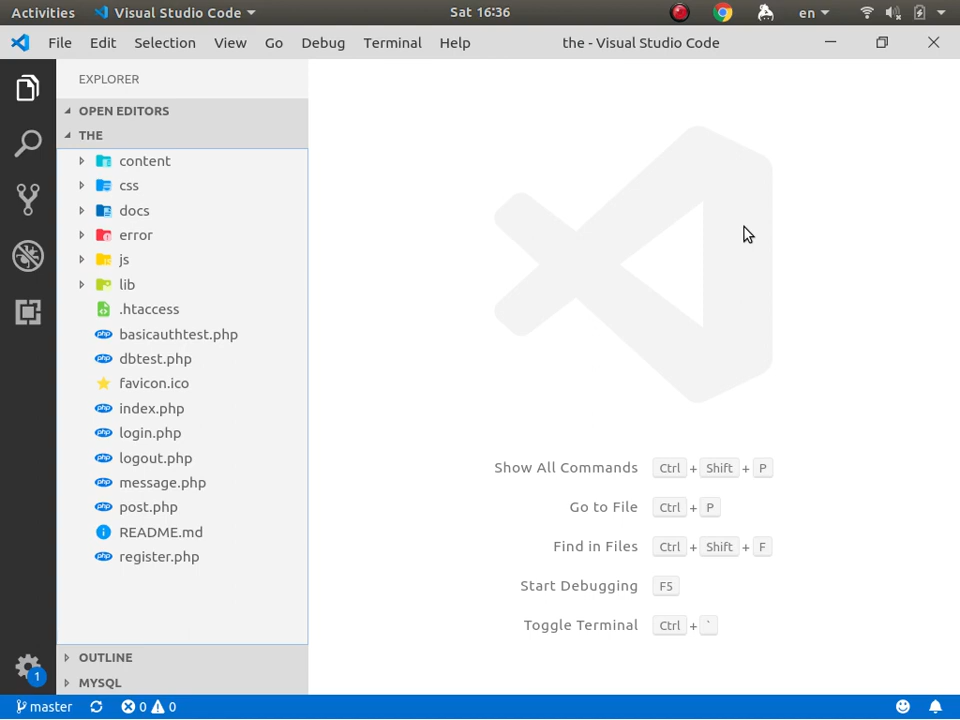 Activities Visual Studio Code Sat 16:36 en
File Edit Selection View Go Debug Terminal Help the - Visual Studio Code
EXPLORER
OPEN EDITORS
THE
content
css
docs
error
js
lib
.htaccess
basicauthtest.php
dbtest.php
favicon.ico
index.php
login.php
logout.php
message.php
post.php
README.md
register.php
OUTLINE
MYSQL
Show All Commands Ctrl + Shift + P
Go to File Ctrl + P
Find in Files Ctrl + Shift + F
Start Debugging F5
Toggle Terminal Ctrl + `
1
master 0 0